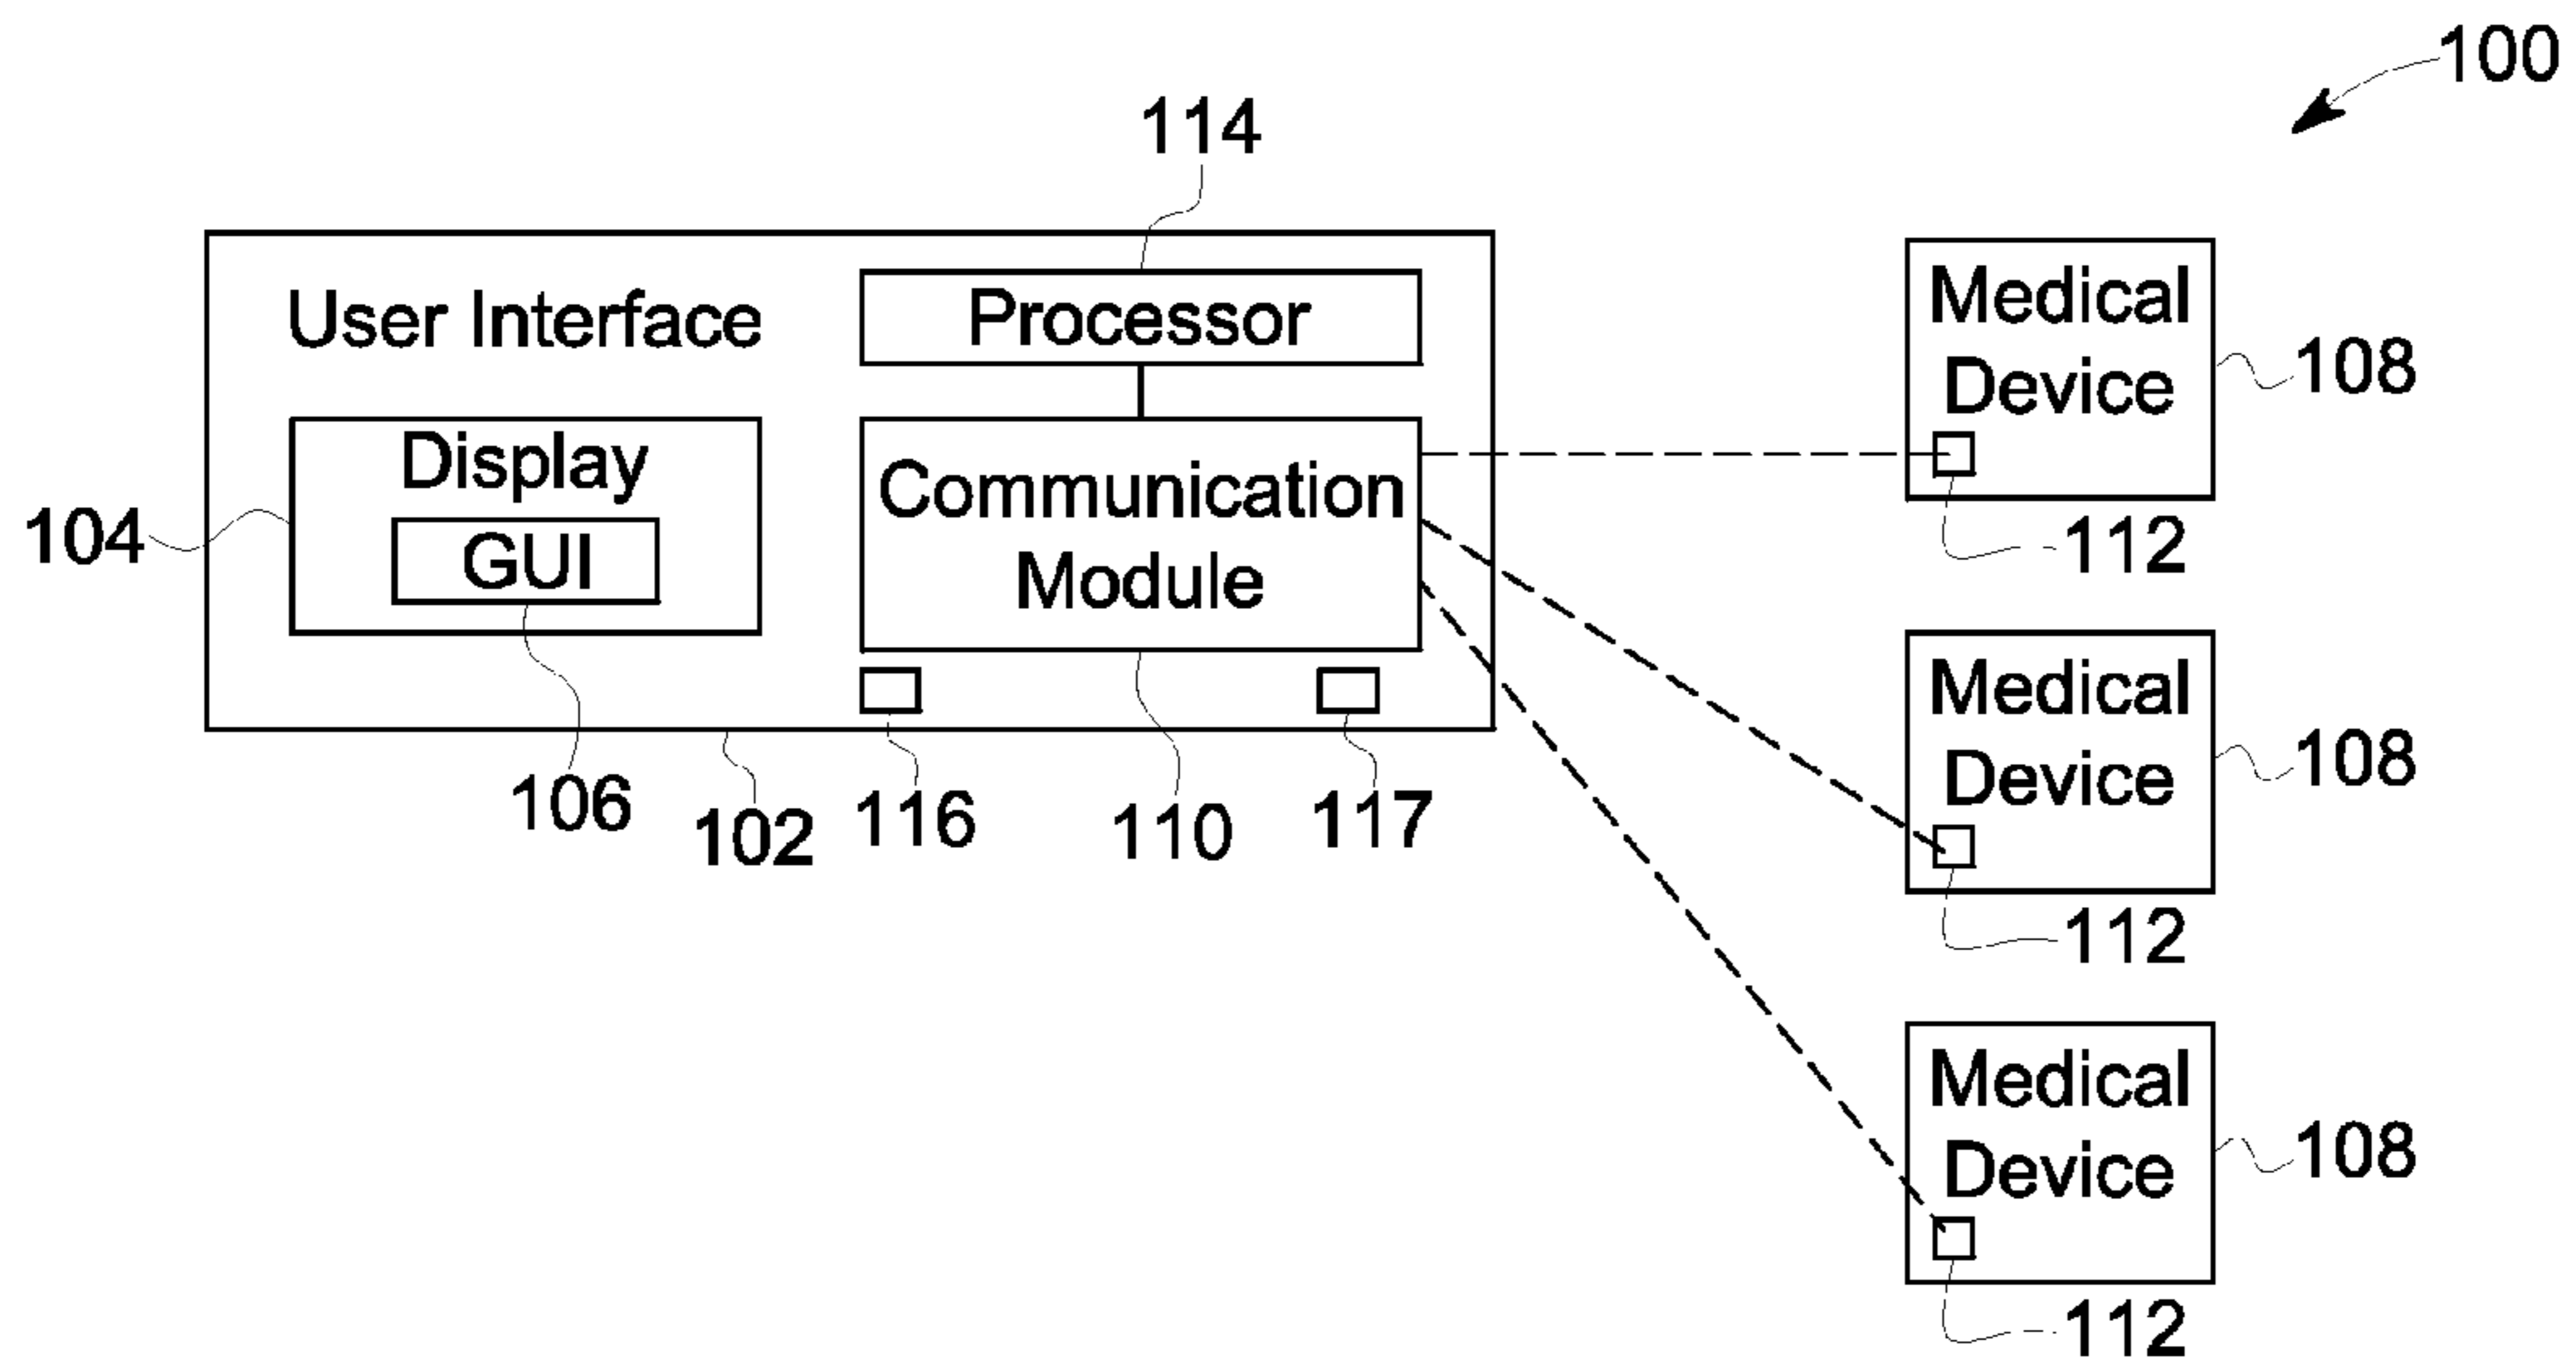 100
114
User Interface
Processor
Medical
Device
108
Display
GUI
104
Communication
Module
112
Medical
Device
108
106
102
116
110
117
112
Medical
Device
108
112